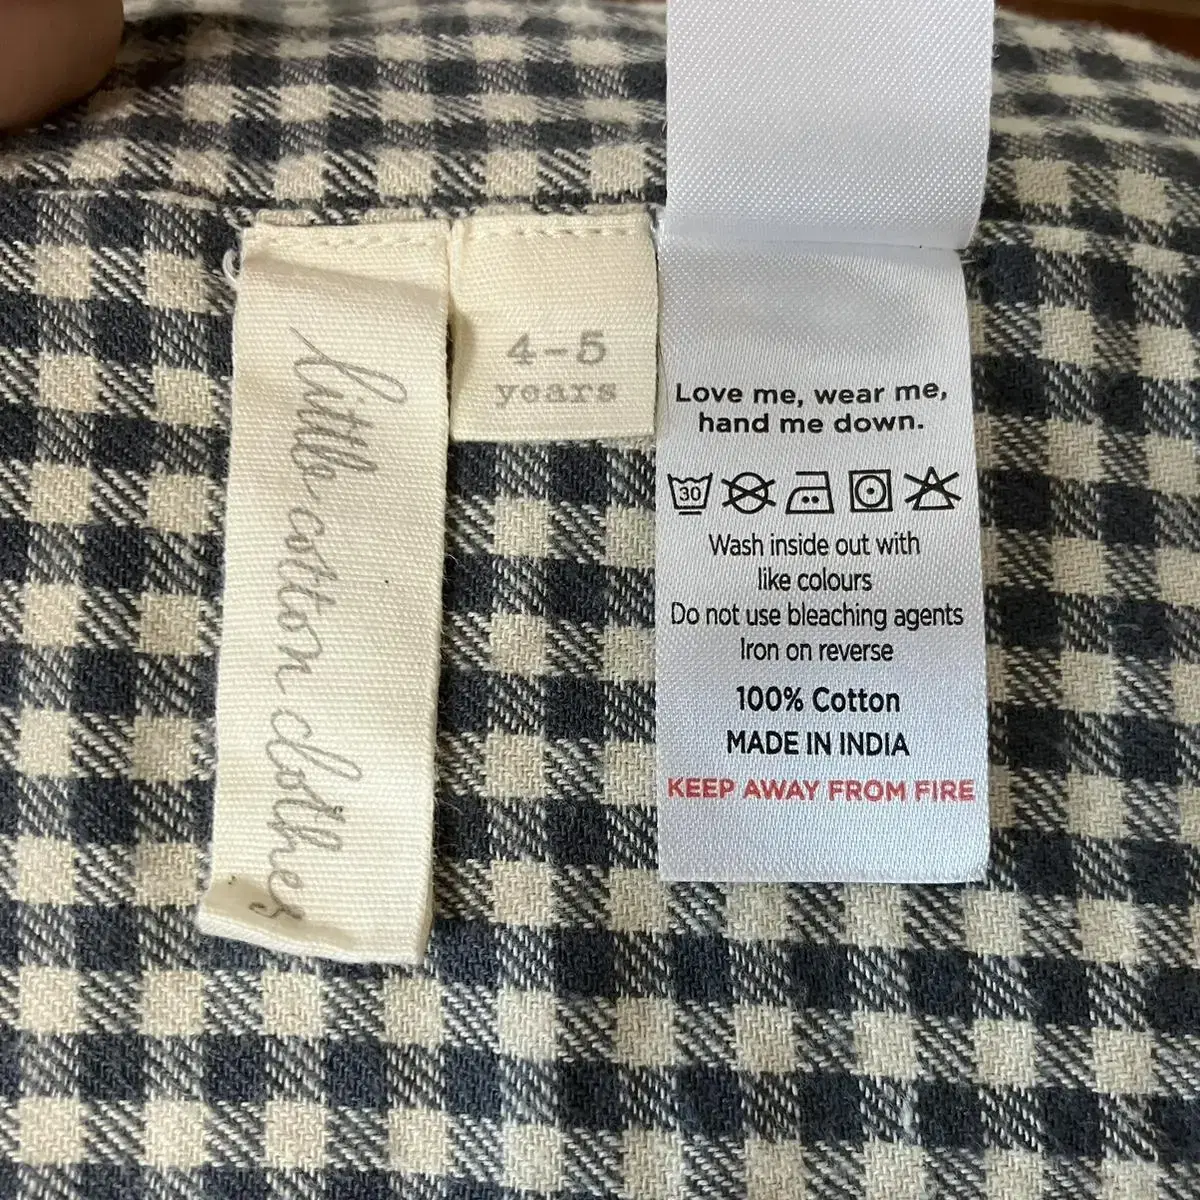 little cotton clothes
4-5
years
Love me, wear me,
hand me down.
30
Wash inside out with
like colours
Do not use bleaching agents
Iron on reverse
100% Cotton
MADE IN INDIA
KEEP AWAY FROM FIRE